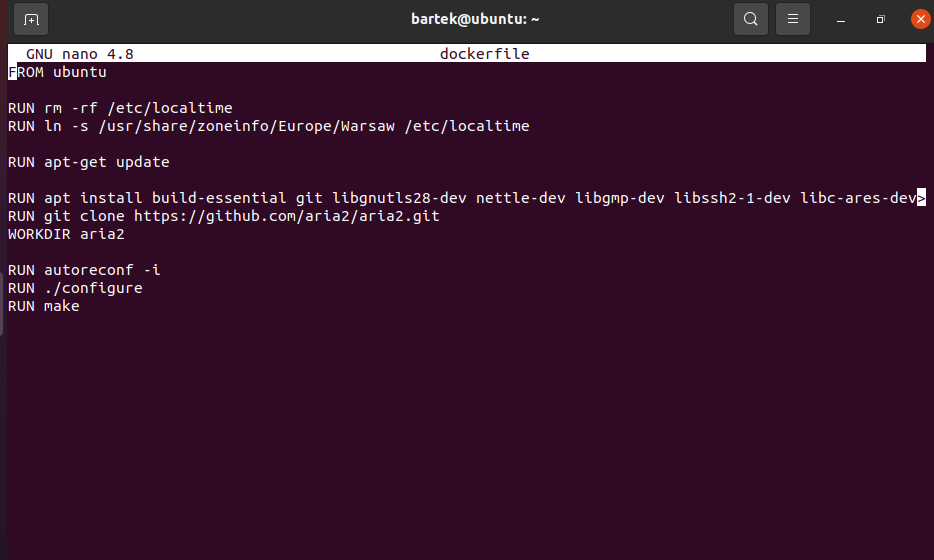 bartek@ubuntu: ~
GNU nano 4.8 dockerfile
FROM ubuntu
RUN rm -rf /etc/localtime
RUN ln -s /usr/share/zoneinfo/Europe/Warsaw /etc/localtime
RUN apt-get update
RUN apt install build-essential git libgnutls28-dev nettle-dev libgmp-dev libssh2-1-dev libc-ares-dev>
RUN git clone https://github.com/aria2/aria2.git
WORKDIR aria2
RUN autoreconf -i
RUN ./configure
RUN make